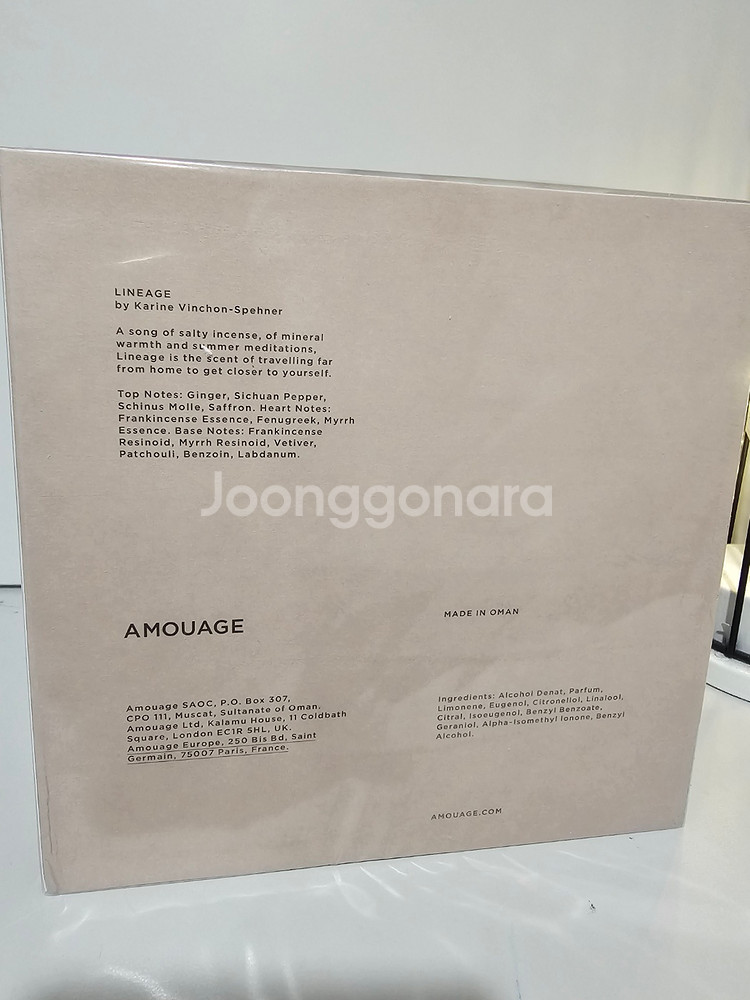 LINEAGE
by Karine Vinchon-Spehner
A song of salty incense, of mineral
warmth and summer meditations,
Lineage is the scent of travelling far
from home to get closer to yourself.
Top Notes: Ginger, Sichuan Pepper,
Schinus Molle, Saffron. Heart Notes:
Frankincense Essence, Fenugreek, Myrrh
Essence. Base Notes: Frankincense
Resinoid, Myrrh Resinoid, Vetiver,
Patchouli, Benzoin, Labdanum.
Joonggonara
AMOUAGE
MADE IN OMAN
Amouage SAOC, P.O. Box 307,
CPO 111, Muscat, Sultanate of Oman.
Amouage Ltd, Kalamu House, 11 Coldbath
Square, London EC1R 5HL, UK.
Amouage Europe, 250 Bis Bd, Saint
Germain, 75007 Paris, France.
Ingredients: Alcohol Denat, Parfum,
Limonene, Eugenol, Citronellol, Linalool,
Citral, Isoeugenol, Benzyl Benzoate,
Geraniol, Alpha-Isomethyl Ionone, Benzyl
Alcohol.
AMOUAGE.COM